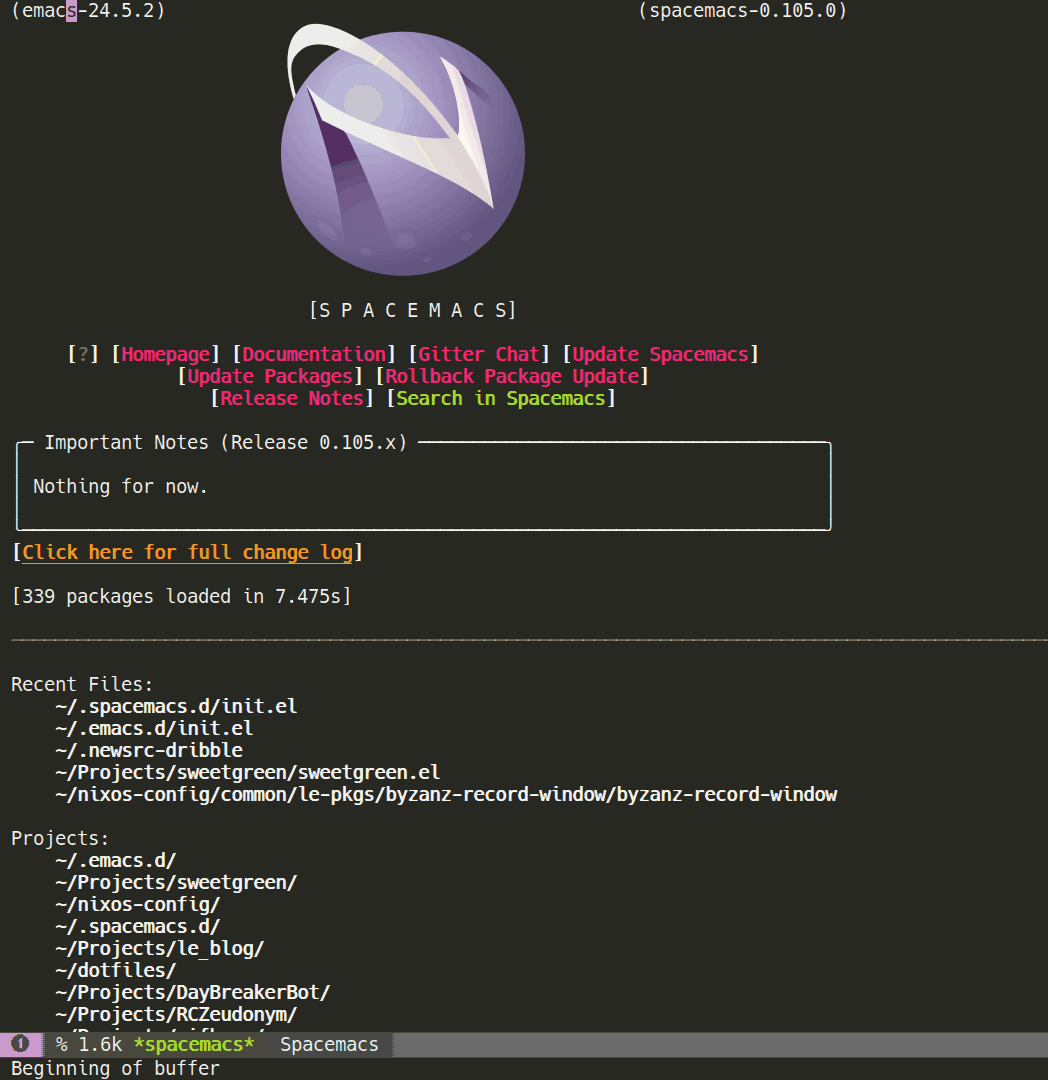 (emacs-24.5.2) (spacemacs-0.105.0)
[S P A C E M A C S]
[?] [Homepage] [Documentation] [Gitter Chat] [Update Spacemacs]
[Update Packages] [Rollback Package Update]
[Release Notes] [Search in Spacemacs]
Important Notes (Release 0.105.x)
Nothing for now.
[Click here for full change log]
[339 packages loaded in 7.475s]
Recent Files:
~/.spacemacs.d/init.el
~/.emacs.d/init.el
~/.newsrc-dribble
~/Projects/sweetgreen/sweetgreen.el
~/nixos-config/common/le-pkgs/byzanz-record-window/byzanz-record-window
Projects:
~/.emacs.d/
~/Projects/sweetgreen/
~/nixos-config/
~/.spacemacs.d/
~/Projects/le_blog/
~/dotfiles/
~/Projects/DayBreakerBot/
~/Projects/RCZeudonym/
❶ % 1.6k *spacemacs* Spacemacs
Beginning of buffer